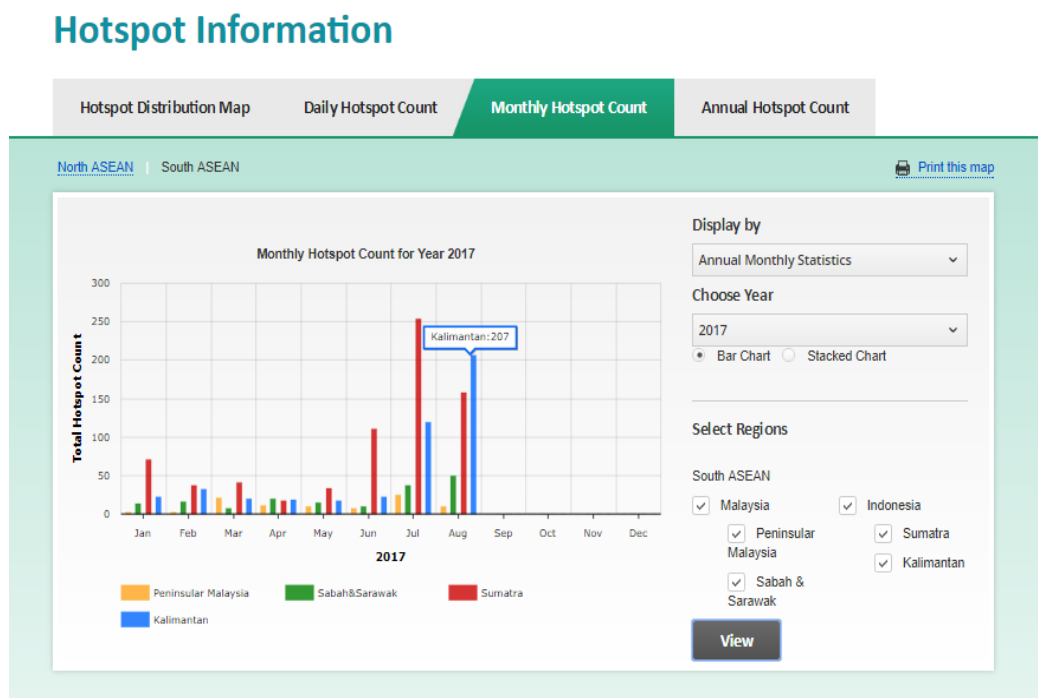 Hotspot Information
Hotspot Distribution Map
Daily Hotspot Count
Monthly Hotspot Count
Annual Hotspot Count
North ASEAN | South ASEAN
Print this map
Monthly Hotspot Count for Year 2017
Total Hotspot Count
300
250
200
150
100
50
0
Kalimantan:207
Jan Feb Mar Apr May Jun Jul Aug Sep Oct Nov Dec
2017
Peninsular Malaysia
Sabah&Sarawak
Sumatra
Kalimantan
Display by
Annual Monthly Statistics
Choose Year
2017
Bar Chart
Stacked Chart
Select Regions
South ASEAN
Malaysia
Peninsular
Malaysia
Sabah &
Sarawak
Indonesia
Sumatra
Kalimantan
View